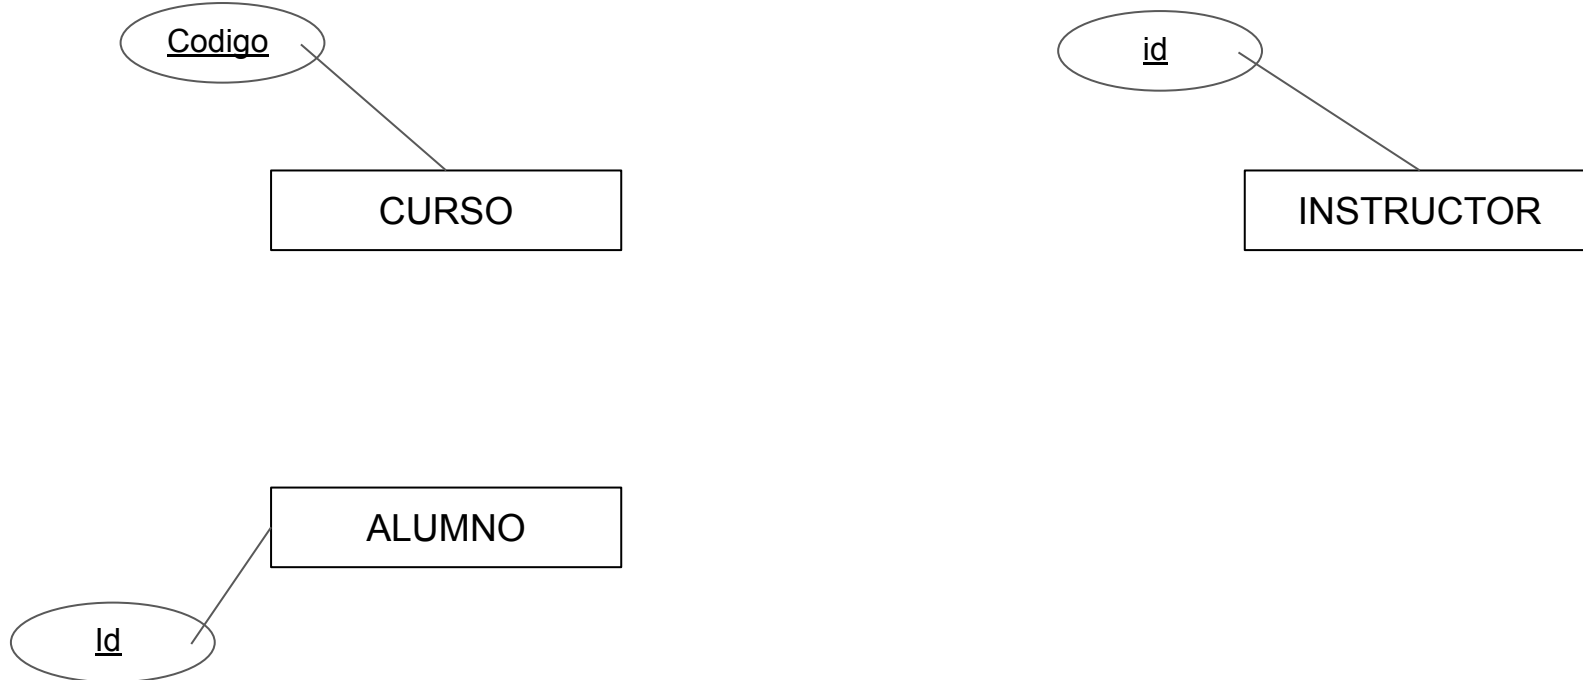 Codigo
id
CURSO
INSTRUCTOR
ALUMNO
Id